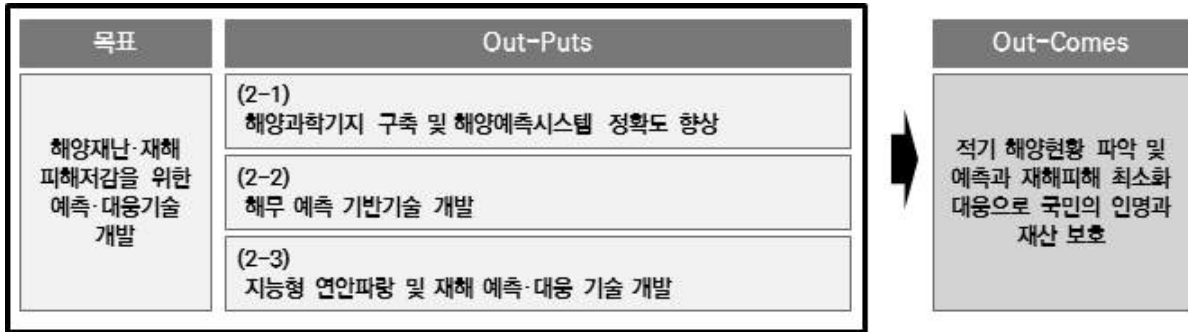 목표
Out-Puts
Out-Comes
해양재난·재해
피해저감을 위한
예측·대응기술
개발
(2-1)
해양과학기지 구축 및 해양예측시스템 정확도 향상
(2-2)
해무 예측 기반기술 개발
(2-3)
지능형 연안파랑 및 재해 예측·대응 기술 개발
적기 해양현황 파악 및
예측과 재해피해 최소화
대응으로 국민의 인명과
재산 보호